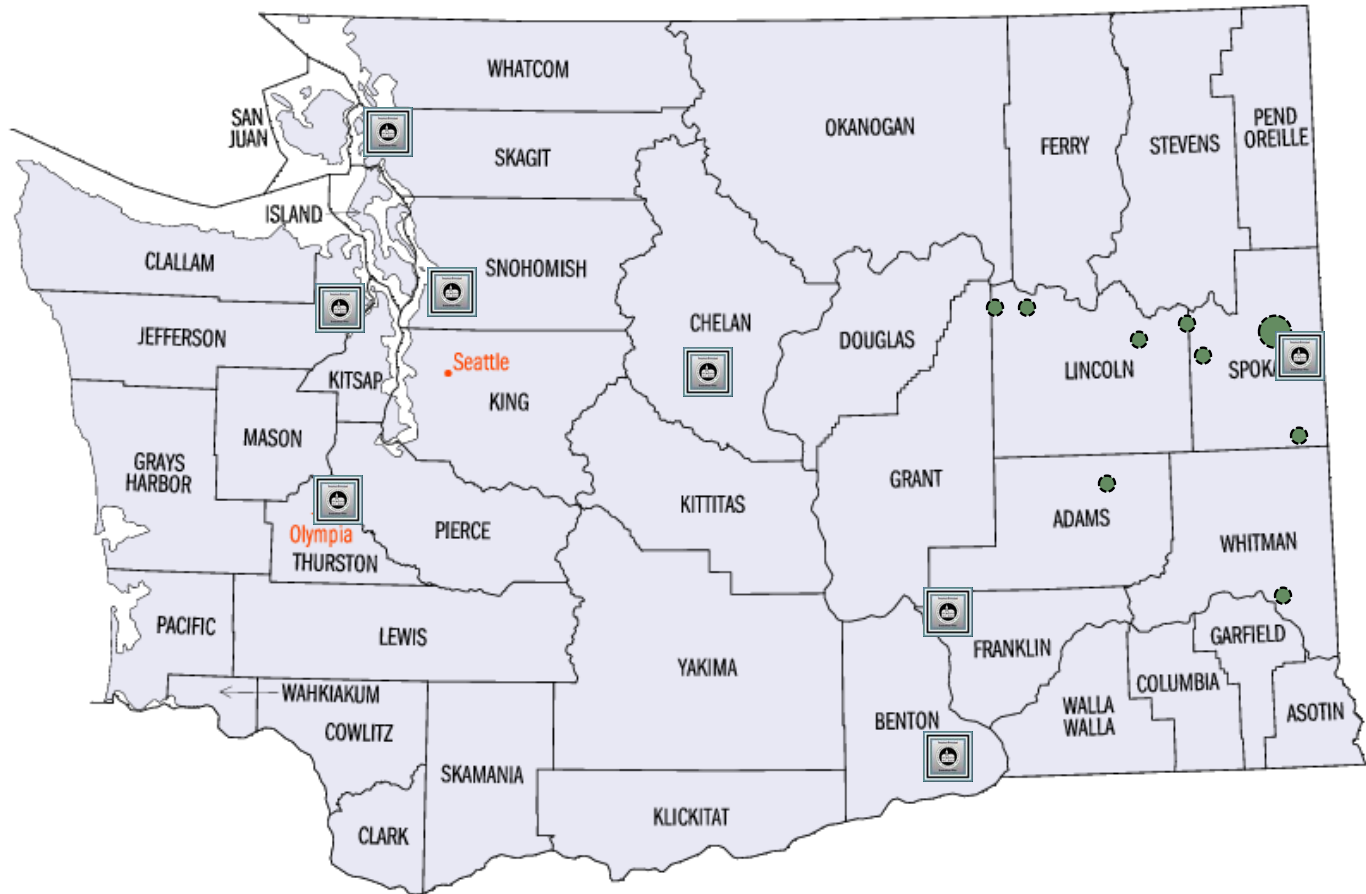 WHATCOM
SAN
JUAN
SKAGIT
OKANOGAN
FERRY
STEVENS
PEND
OREILLE
ISLAND
CLALLAM
SNOHOMISH
JEFFERSON
CHELAN
DOUGLAS
Seattle
KITSAP
KING
LINCOLN
SPOKA
MASON
GRAYS
HARBOR
GRANT
KITTITAS
ADAMS
PIERCE
Olympia
THURSTON
WHITMAN
PACIFIC
LEWIS
YAKIMA
FRANKLIN
GARFIELD
COLUMBIA
WAHKIAKUM
COWLITZ
BENTON
WALLA
WALLA
ASOTIN
SKAMANIA
KLICKITAT
CLARK